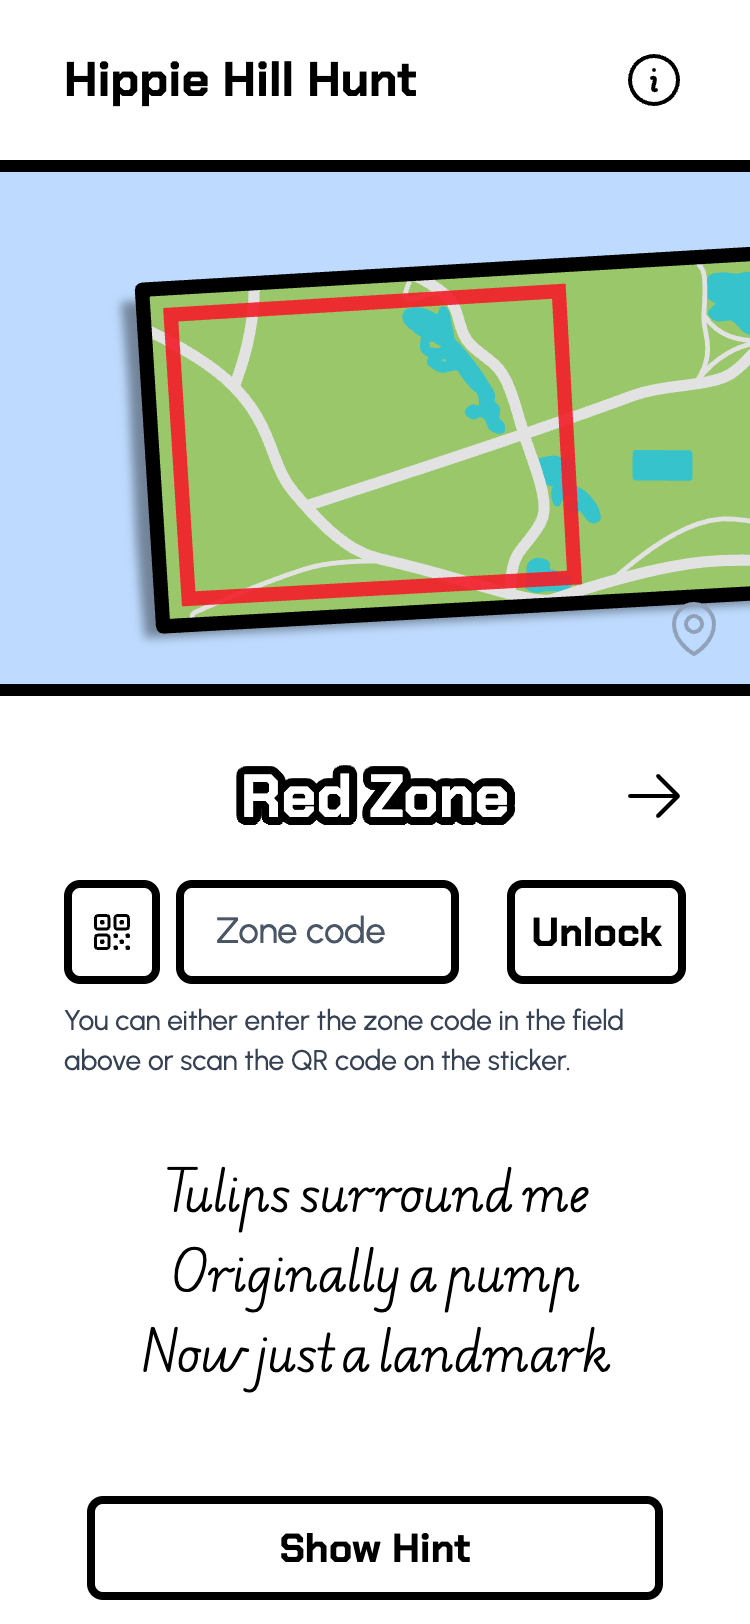 Hippie Hill Hunt
Red Zone
Zone code
Unlock
You can either enter the zone code in the field
above or scan the QR code on the sticker.
Tulips surround me
Originally a pump
Now just a landmark
Show Hint